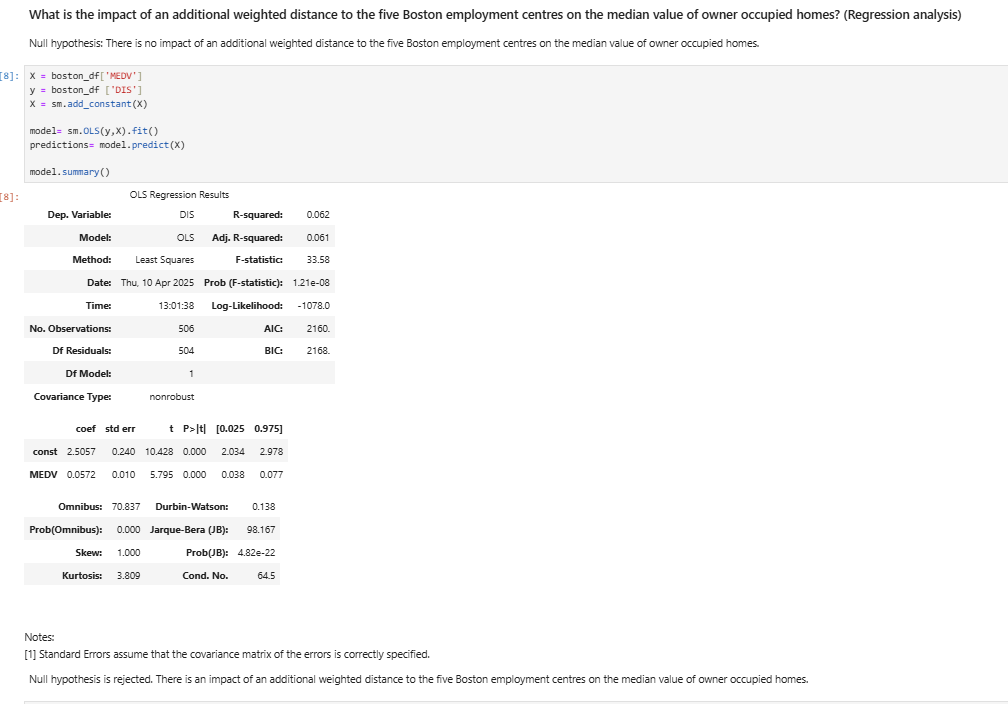 What is the impact of an additional weighted distance to the five Boston employment centres on the median value of owner occupied homes? (Regression analysis)
Null hypothesis: There is no impact of an additional weighted distance to the five Boston employment centres on the median value of owner occupied homes.
[8]: X = boston_df['MEDV']
y = boston_df ['DIS']
X = sm.add_constant(X)
model= sm.OLS(y,X).fit()
predictions= model.predict(X)
model.summary()
[8]: OLS Regression Results
Dep. Variable: DIS R-squared: 0.062
Model: OLS Adj. R-squared: 0.061
Method: Least Squares F-statistic: 33.58
Date: Thu, 10 Apr 2025 Prob (F-statistic): 1.21e-08
Time: 13:01:38 Log-Likelihood: -1078.0
No. Observations: 506 AIC: 2160.
Df Residuals: 504 BIC: 2168.
Df Model: 1
Covariance Type: nonrobust
coef std err t P>|t| [0.025 0.975]
const 2.5057 0.240 10.428 0.000 2.034 2.978
MEDV 0.0572 0.010 5.795 0.000 0.038 0.077
Omnibus: 70.837 Durbin-Watson: 0.138
Prob(Omnibus): 0.000 Jarque-Bera (JB): 98.167
Skew: 1.000 Prob(JB): 4.82e-22
Kurtosis: 3.809 Cond. No. 64.5
Notes:
[1] Standard Errors assume that the covariance matrix of the errors is correctly specified.
Null hypothesis is rejected. There is an impact of an additional weighted distance to the five Boston employment centres on the median value of owner occupied homes.